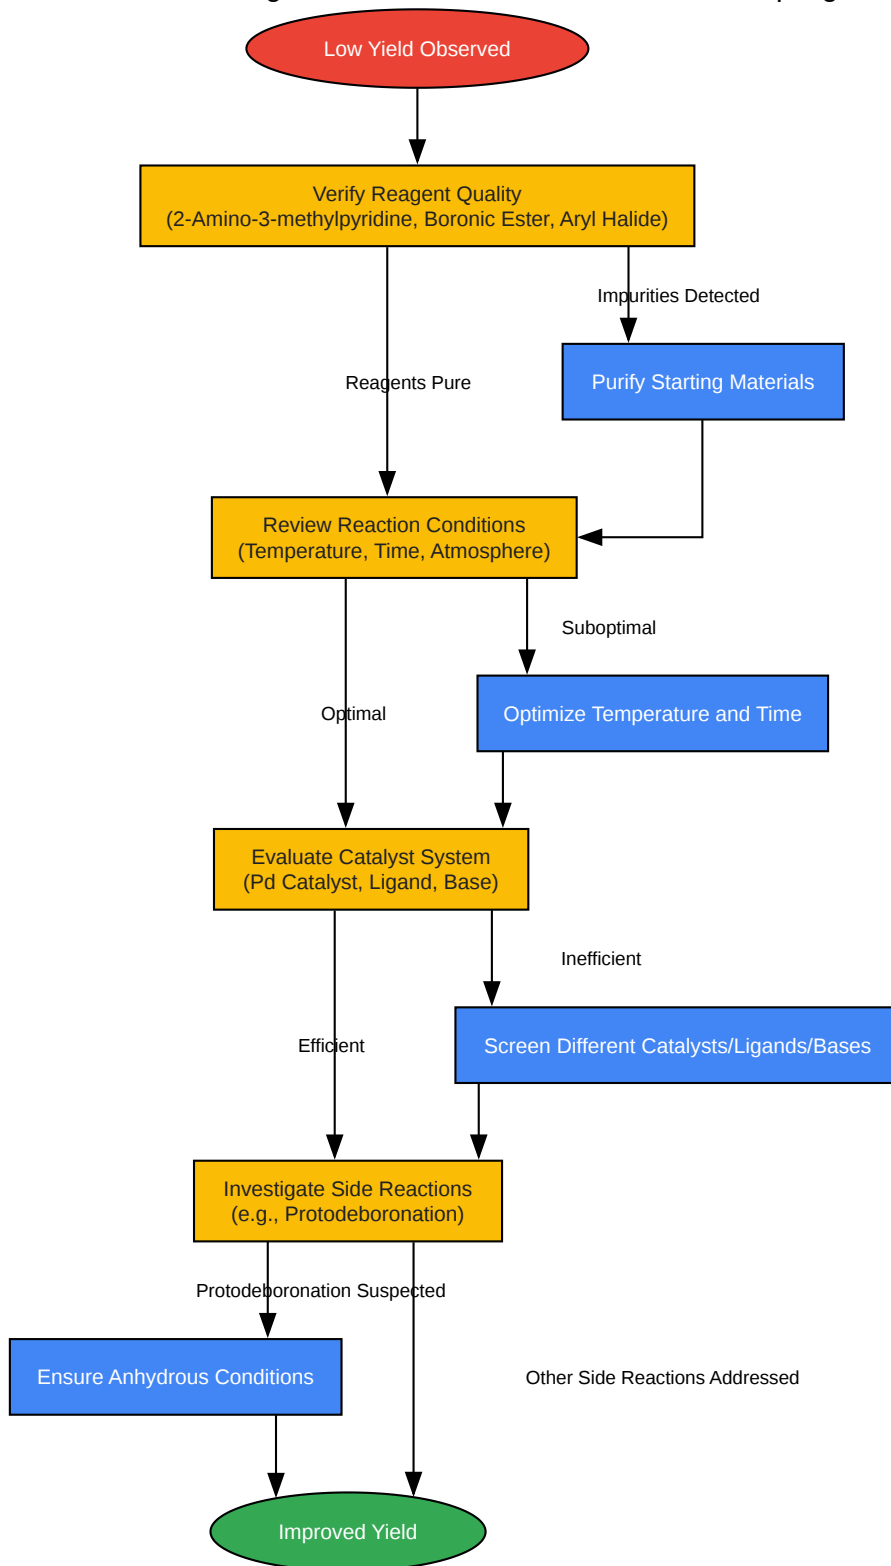 Low Yield Observed
Verify Reagent Quality
(2-Amino-3-methylpyridine, Boronic Ester, Aryl Halide)
Impurities Detected
Reagents Pure
Purify Starting Materials
Review Reaction Conditions
(Temperature, Time, Atmosphere)
Suboptimal
Optimal
Optimize Temperature and Time
Evaluate Catalyst System
(Pd Catalyst, Ligand, Base)
Inefficient
Efficient
Screen Different Catalysts/Ligands/Bases
Investigate Side Reactions
(e.g., Protodeboronation)
Protodeboronation Suspected
Ensure Anhydrous Conditions
Other Side Reactions Addressed
Improved Yield